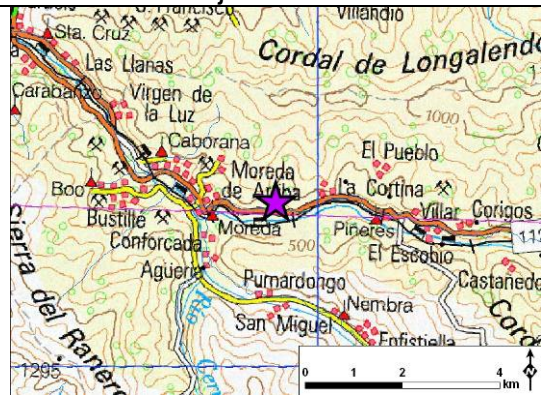 Villandio
Sta. Cruz
Cordal de Longalendo
Las Llanas
Carabanzo
Virgen de
la Luz
1000
Caborana
El Pueblo
Moreda
de Arriba
La Cortina
Boo
Villar
Corigos
Bustillé
Moreda
Piñeres
Conforcada
500
El Escobio
Agüeria
Castañedo
Sierra del Ranero
Pumardongo
Río
Nembra
San Miguel
Enfistiella
1295
0 1 2 4
km
N